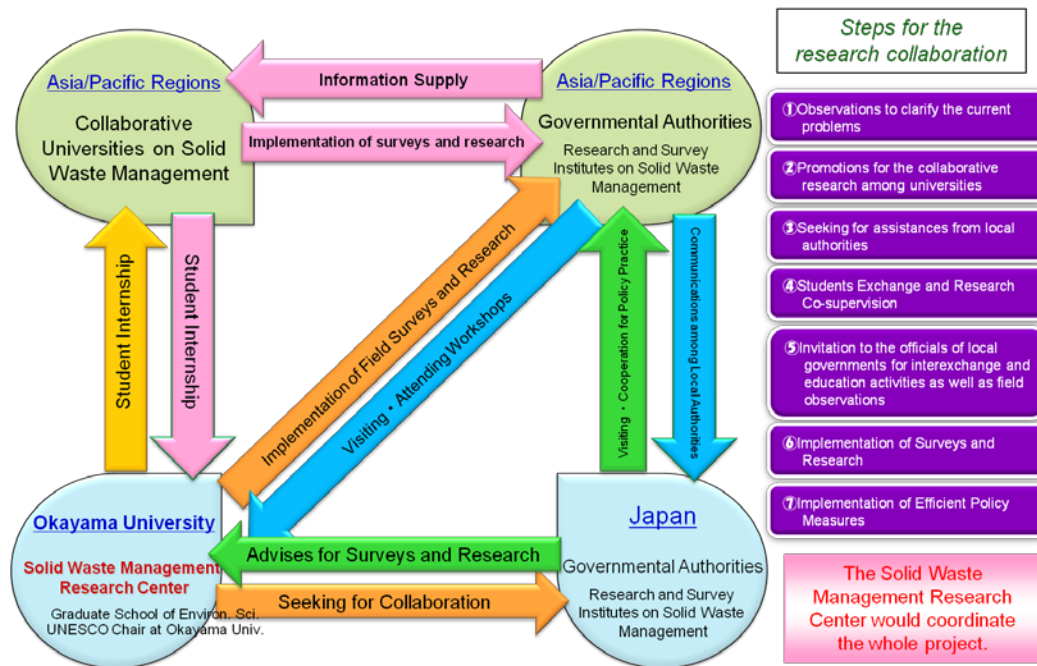 Asia/Pacific Regions
Collaborative
Universities on Solid
Waste Management
Information Supply
Implementation of surveys and research
Asia/Pacific Regions
Governmental Authorities
Research and Survey
Institutes on Solid Waste
Management
Student Internship
Student Internship
Implementation of Field Surveys and Research
Visiting・Attending Workshops
Visiting・Cooperation for Policy Practice
Communications among Local Authorities
Okayama University
Solid Waste Management
Research Center
Graduate School of Environ. Sci.
UNESCO Chair at Okayama Univ.
Advises for Surveys and Research
Seeking for Collaboration
Japan
Governmental Authorities
Research and Survey
Institutes on Solid Waste
Management
Steps for the
research collaboration
①Observations to clarify the current
problems
②Promotions for the collaborative
research among universities
③Seeking for assistances from local
authorities
④Students Exchange and Research
Co-supervision
⑤Invitation to the officials of local
governments for interexchange and
education activities as well as field
observations
⑥Implementation of Surveys and
Research
⑦Implementation of Efficient Policy
Measures
The Solid Waste
Management Research
Center would coordinate
the whole project.